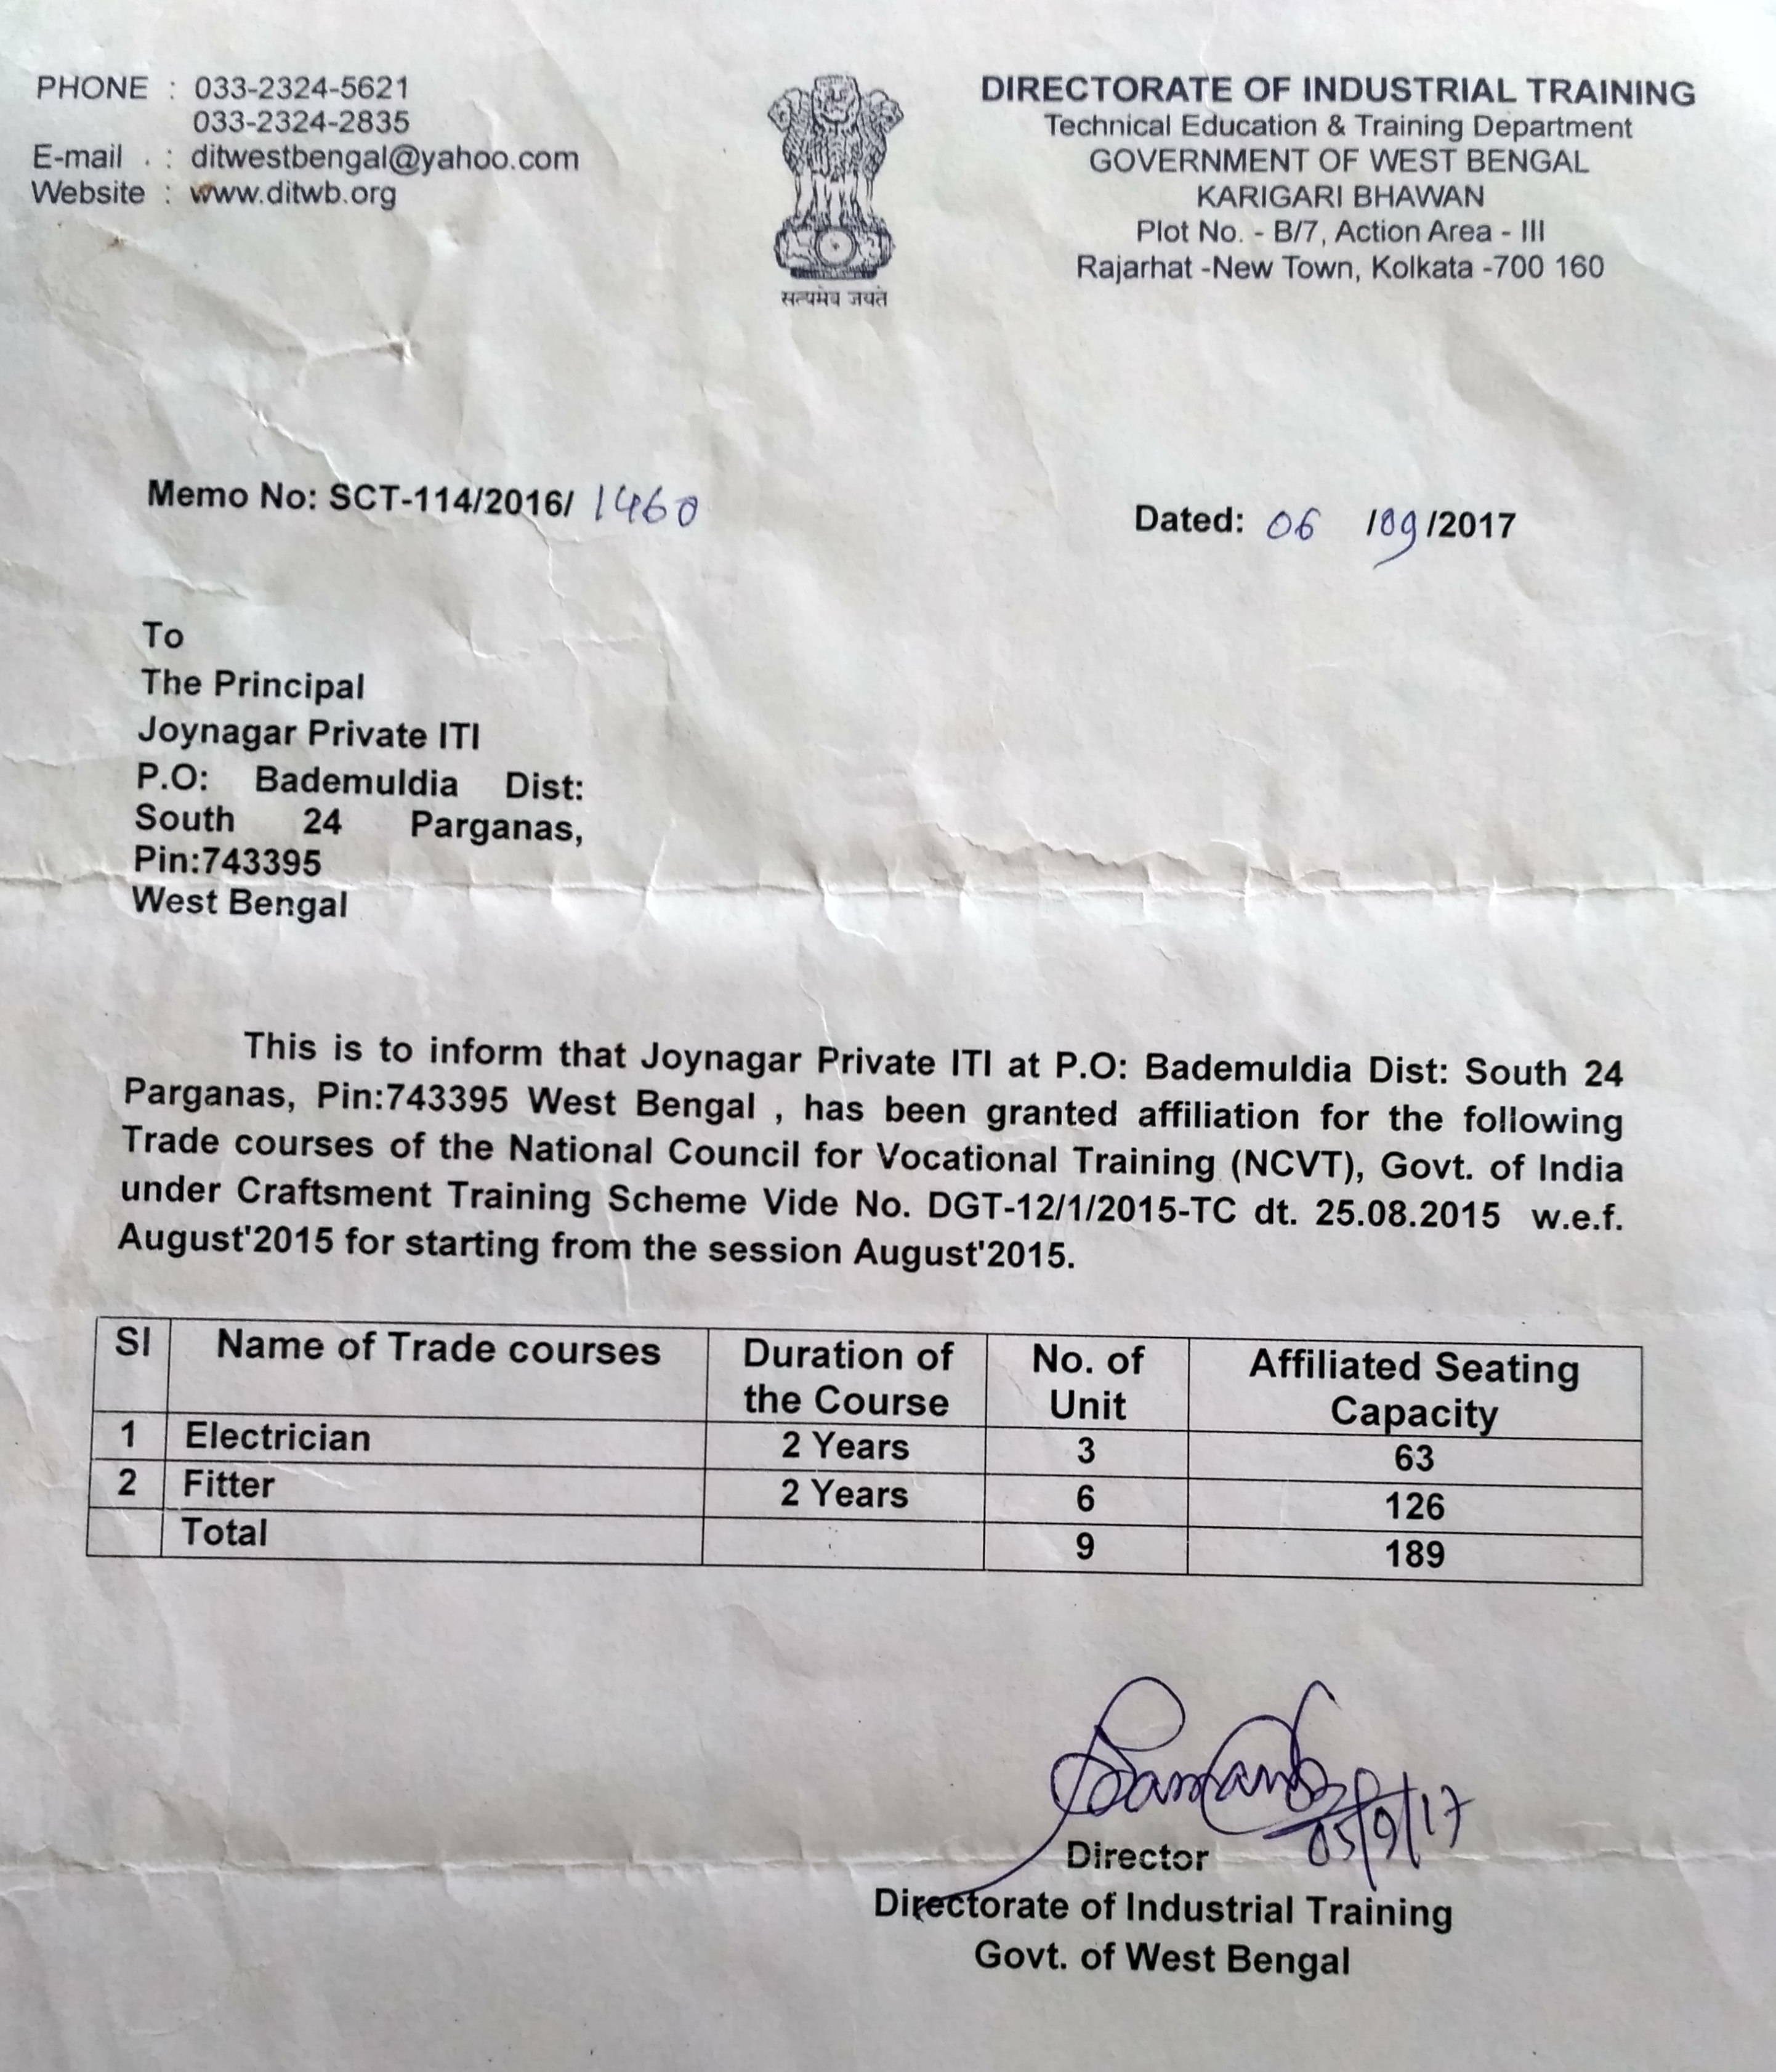 PHONE : 033-2324-5621
033-2324-2835
E-mail : ditwestbengal@yahoo.com
Website : www.ditwb.org
सत्यमेव जयते
DIRECTORATE OF INDUSTRIAL TRAINING
Technical Education & Training Department
GOVERNMENT OF WEST BENGAL
KARIGARI BHAWAN
Plot No. - B/7, Action Area - III
Rajarhat -New Town, Kolkata -700 160
Memo No: SCT-114/2016/ 1460
Dated: 06 /09/2017
To
The Principal
Joynagar Private ITI
P.O: Bademuldia Dist:
South 24 Parganas,
Pin:743395
West Bengal
This is to inform that Joynagar Private ITI at P.O: Bademuldia Dist: South 24
Parganas, Pin:743395 West Bengal , has been granted affiliation for the following
Trade courses of the National Council for Vocational Training (NCVT), Govt. of India
under Craftsment Training Scheme Vide No. DGT-12/1/2015-TC dt. 25.08.2015 w.e.f.
August'2015 for starting from the session August'2015.
Sl Name of Trade courses Duration of the Course No. of Unit Affiliated Seating Capacity
1 Electrician 2 Years 3 63
2 Fitter 2 Years 6 126
Total 9 189
05/9/17
Director
Directorate of Industrial Training
Govt. of West Bengal